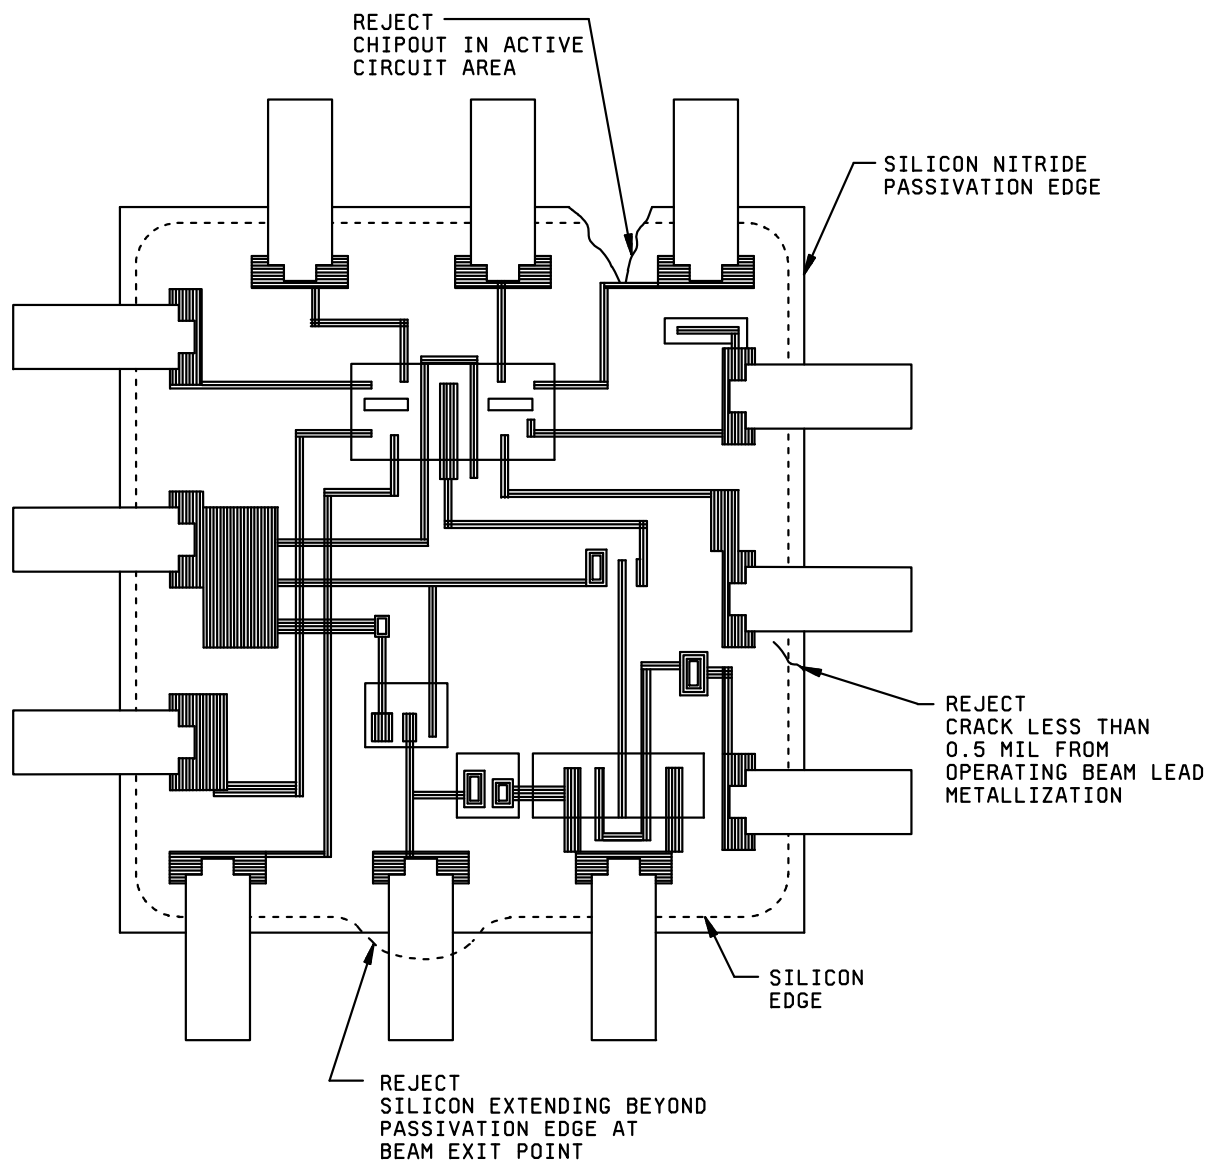 REJECT
CHIPOUT IN ACTIVE
CIRCUIT AREA
SILICON NITRIDE
PASSIVATION EDGE
REJECT
CRACK LESS THAN
0.5 MIL FROM
OPERATING BEAM LEAD
METALLIZATION
SILICON
EDGE
REJECT
SILICON EXTENDING BEYOND
PASSIVATION EDGE AT
BEAM EXIT POINT